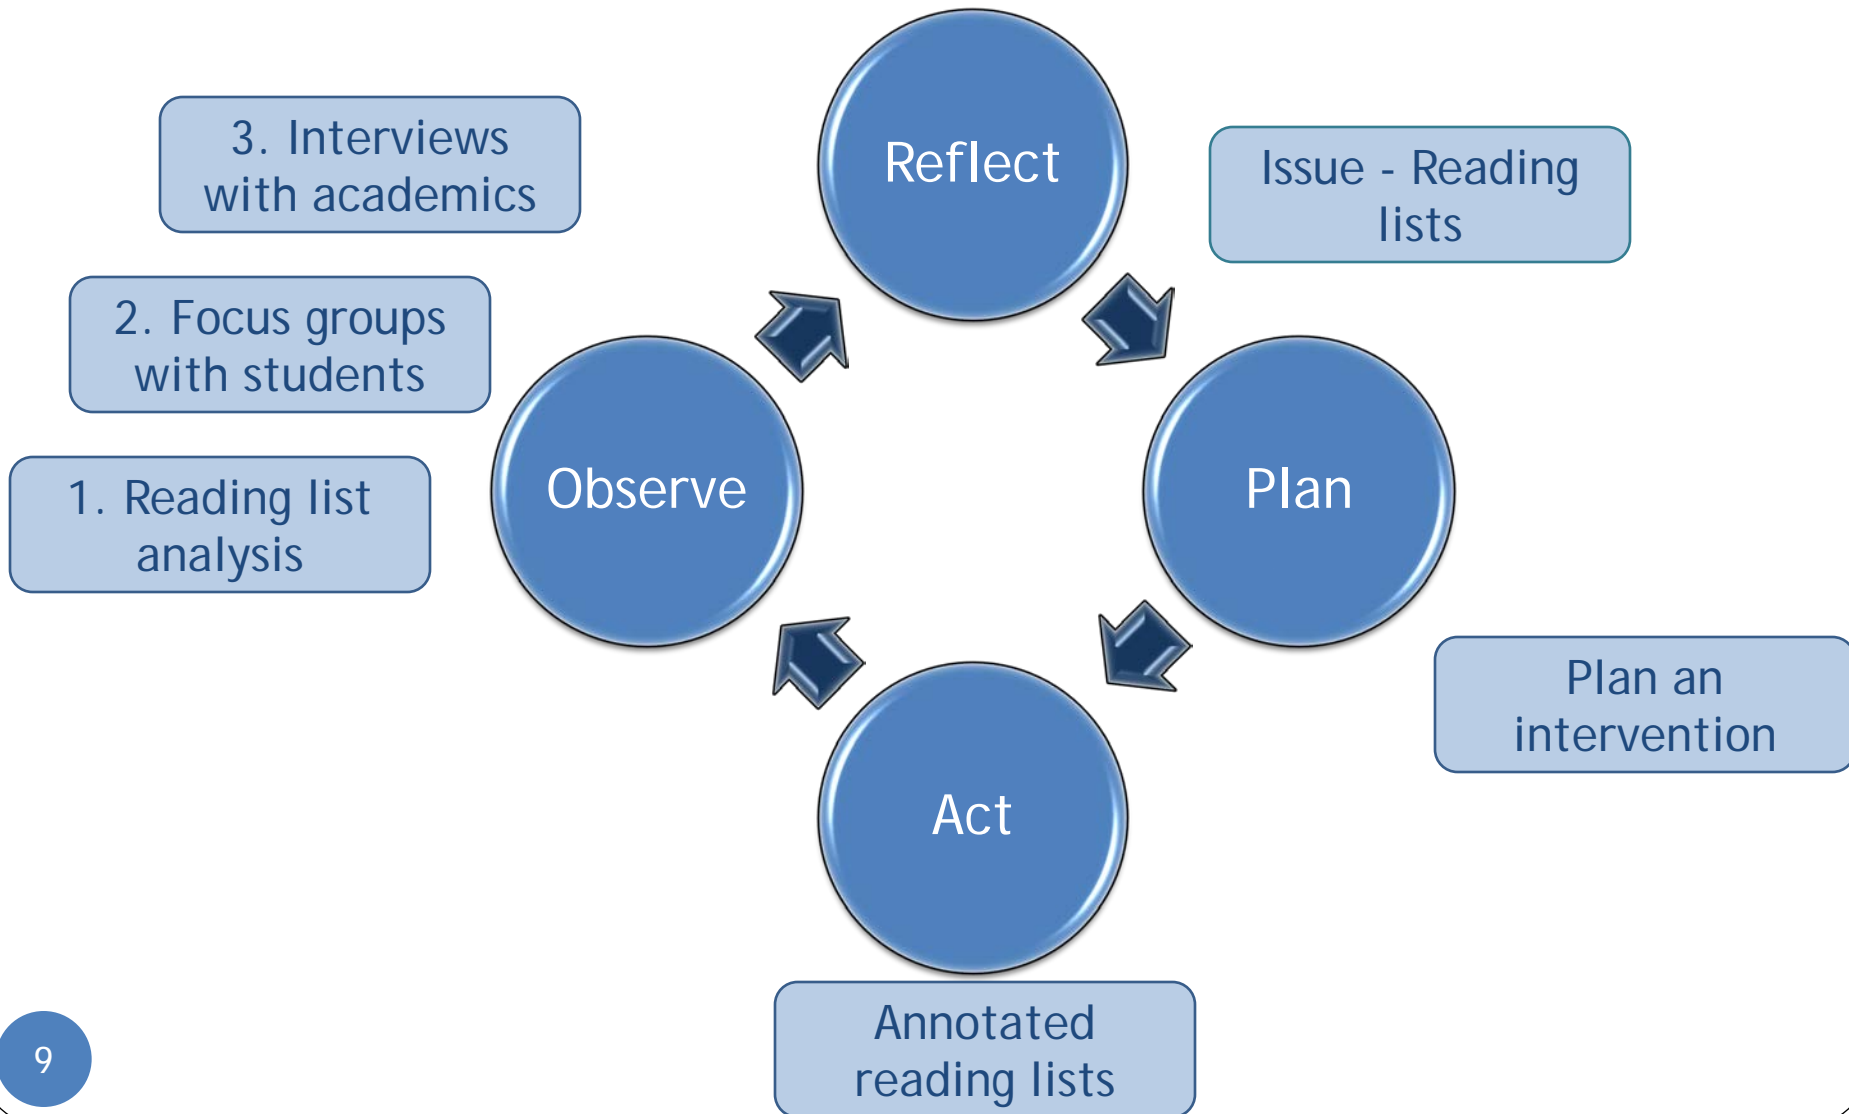 Reflect
Issue - Reading
lists
Plan
Plan an
intervention
Act
Annotated
reading lists
Observe
1. Reading list
analysis
2. Focus groups
with students
3. Interviews
with academics
9